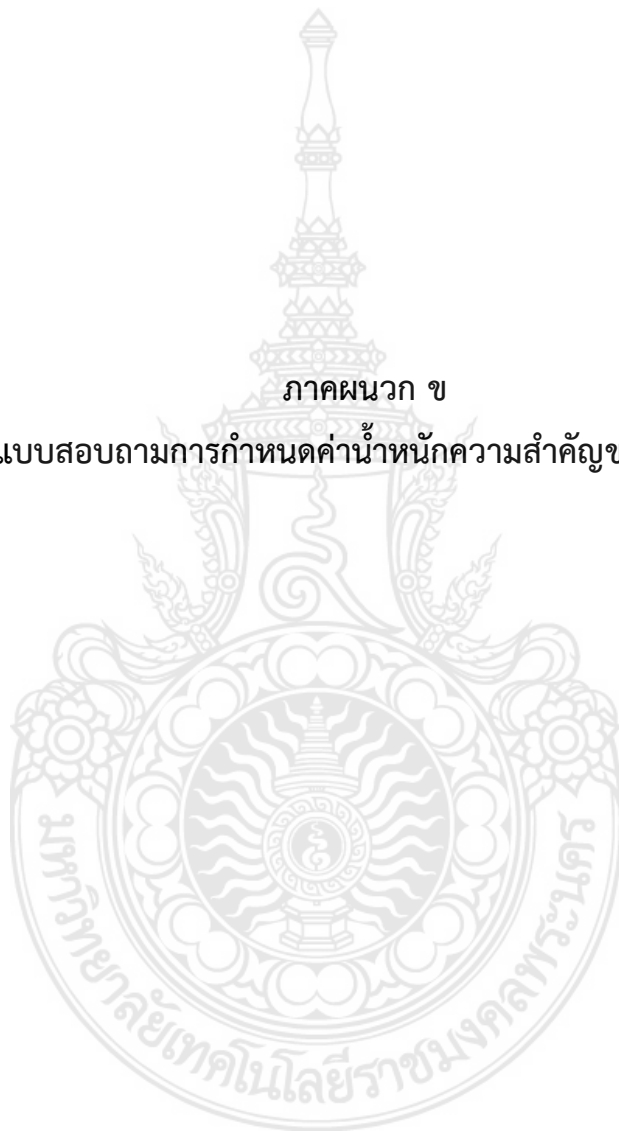 ภาคผนวก ข
แบบสอบถามการกำหนดค่าน้ำหนักความสำคัญข
มหาวิทยาลัยเทคโนโลยีราชมงคลพระนคร